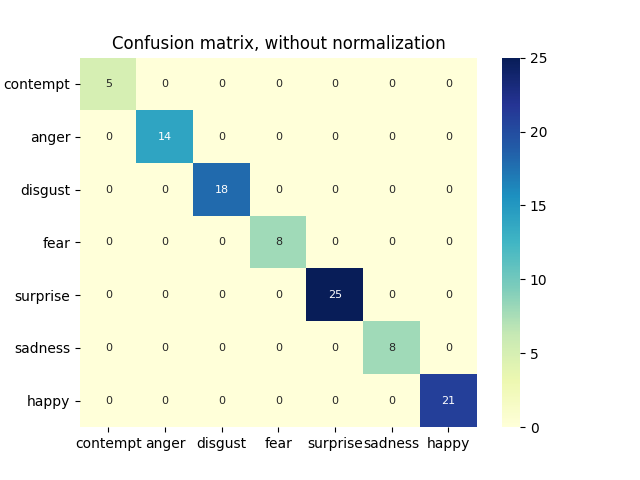 Confusion matrix, without normalization
contempt 5 0 0 0 0 0 0
anger 0 14 0 0 0 0 0
disgust 0 0 18 0 0 0 0
fear 0 0 0 8 0 0 0
surprise 0 0 0 0 25 0 0
sadness 0 0 0 0 0 8 0
happy 0 0 0 0 0 0 21
contempt anger disgust fear surprise sadness happy
25
20
15
10
5
0